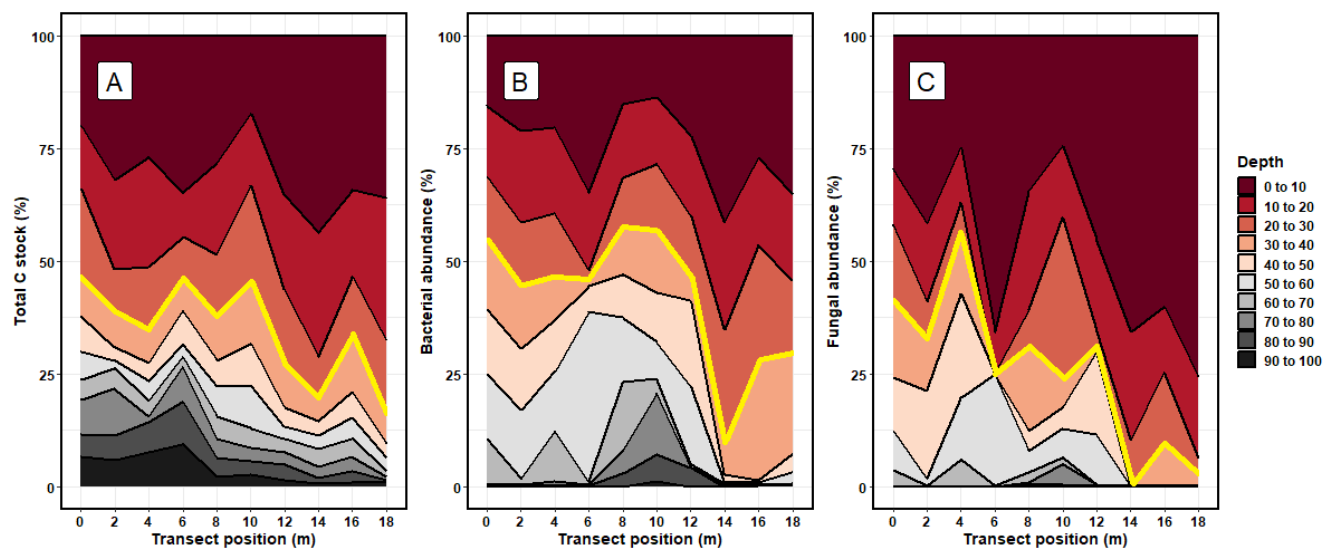 A
B
C
Total C stock (%)
100
75
50
25
0
0 2 4 6 8 10 12 14 16 18
Transect position (m)
Bacterial abundance (%)
100
75
50
25
0
0 2 4 6 8 10 12 14 16 18
Transect position (m)
Fungal abundance (%)
100
75
50
25
0
0 2 4 6 8 10 12 14 16 18
Transect position (m)
Depth
0 to 10
10 to 20
20 to 30
30 to 40
40 to 50
50 to 60
60 to 70
70 to 80
80 to 90
90 to 100